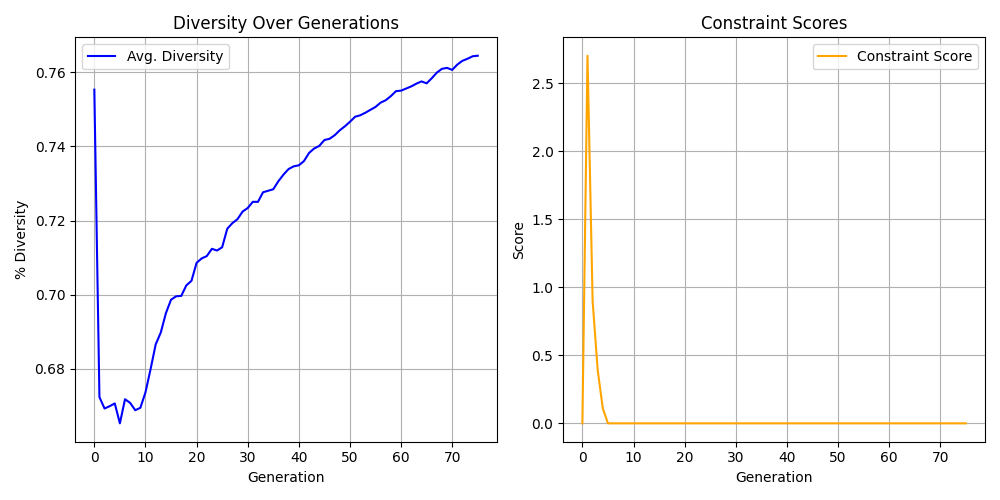 Diversity Over Generations
Avg. Diversity
0.76
0.74
0.72
0.70
0.68
% Diversity
0 10 20 30 40 50 60 70
Generation
Constraint Scores
Constraint Score
2.5
2.0
1.5
1.0
0.5
0.0
Score
0 10 20 30 40 50 60 70
Generation